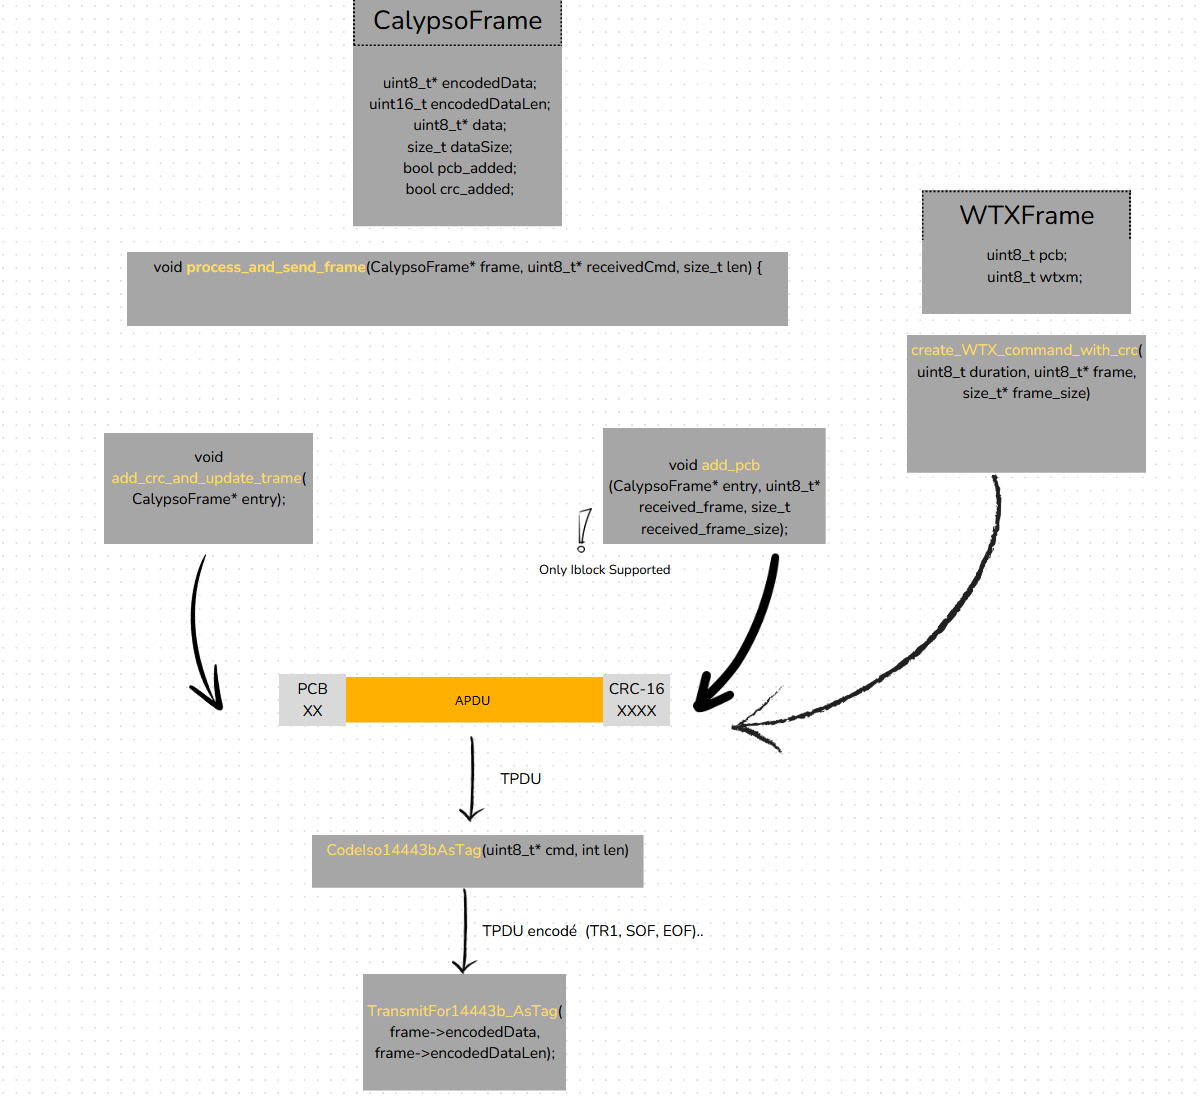 CalypsoFrame
uint8_t* encodedData;
uint16_t encodedDataLen;
uint8_t* data;
size_t dataSize;
bool pcb_added;
bool crc_added;
WTXFrame
uint8_t pcb;
uint8_t wtxm;
void process_and_send_frame(CalypsoFrame* frame, uint8_t* receivedCmd, size_t len) {
create_WTX_command_with_crc(
uint8_t duration, uint8_t* frame,
size_t* frame_size)
void
add_crc_and_update_trame(
CalypsoFrame* entry);
void add_pcb
(CalypsoFrame* entry, uint8_t*
received_frame, size_t
received_frame_size);
!
Only Iblock Supported
PCB
XX
APDU
CRC-16
XXXX
TPDU
CodeIso14443bAsTag(uint8_t* cmd, int len)
TPDU encodé (TR1, SOF, EOF)..
TransmitFor14443b_AsTag(
frame->encodedData,
frame->encodedDataLen);